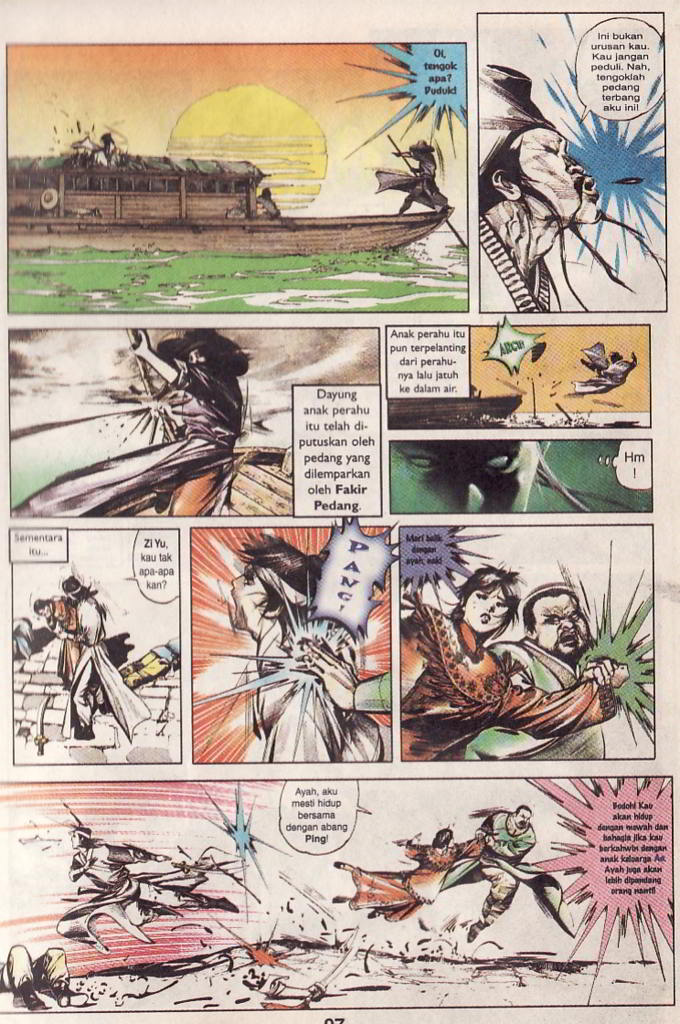 Oi,
tengok
apa?
Duduk!
Ini bukan
urusan kau.
Kau jangan
peduli. Nah,
tengoklah
pedang
terbang
aku ini!
Dayung
anak perahu
itu telah di-
putuskan oleh
pedang yang
dilemparkan
oleh Fakir
Pedang.
Anak perahu itu
pun terpelanting
dari perahu-
nya lalu jatuh
ke dalam air.
Hm
!
Sementara
itu...
Zi Yu,
kau tak
apa-apa
kan?
PANG!
Mari balik
dengan
ayah, nak!
Ayah, aku
mesti hidup
bersama
dengan abang
Ping!
Bodoh! Kau
akan hidup
dengan mewah dan
bahagia jika kau
berkahwin dengan
anak keluarga
Ayah juga akan
lebih dipandang
orang nanti!
97